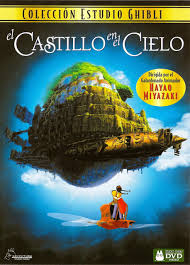 COLECCIÓN ESTUDIO GHIBLI
el CASTILLO en el CIELO
Dirigida por el
Galardonado Animador
HAYAO
MIYAZAKI
DVD